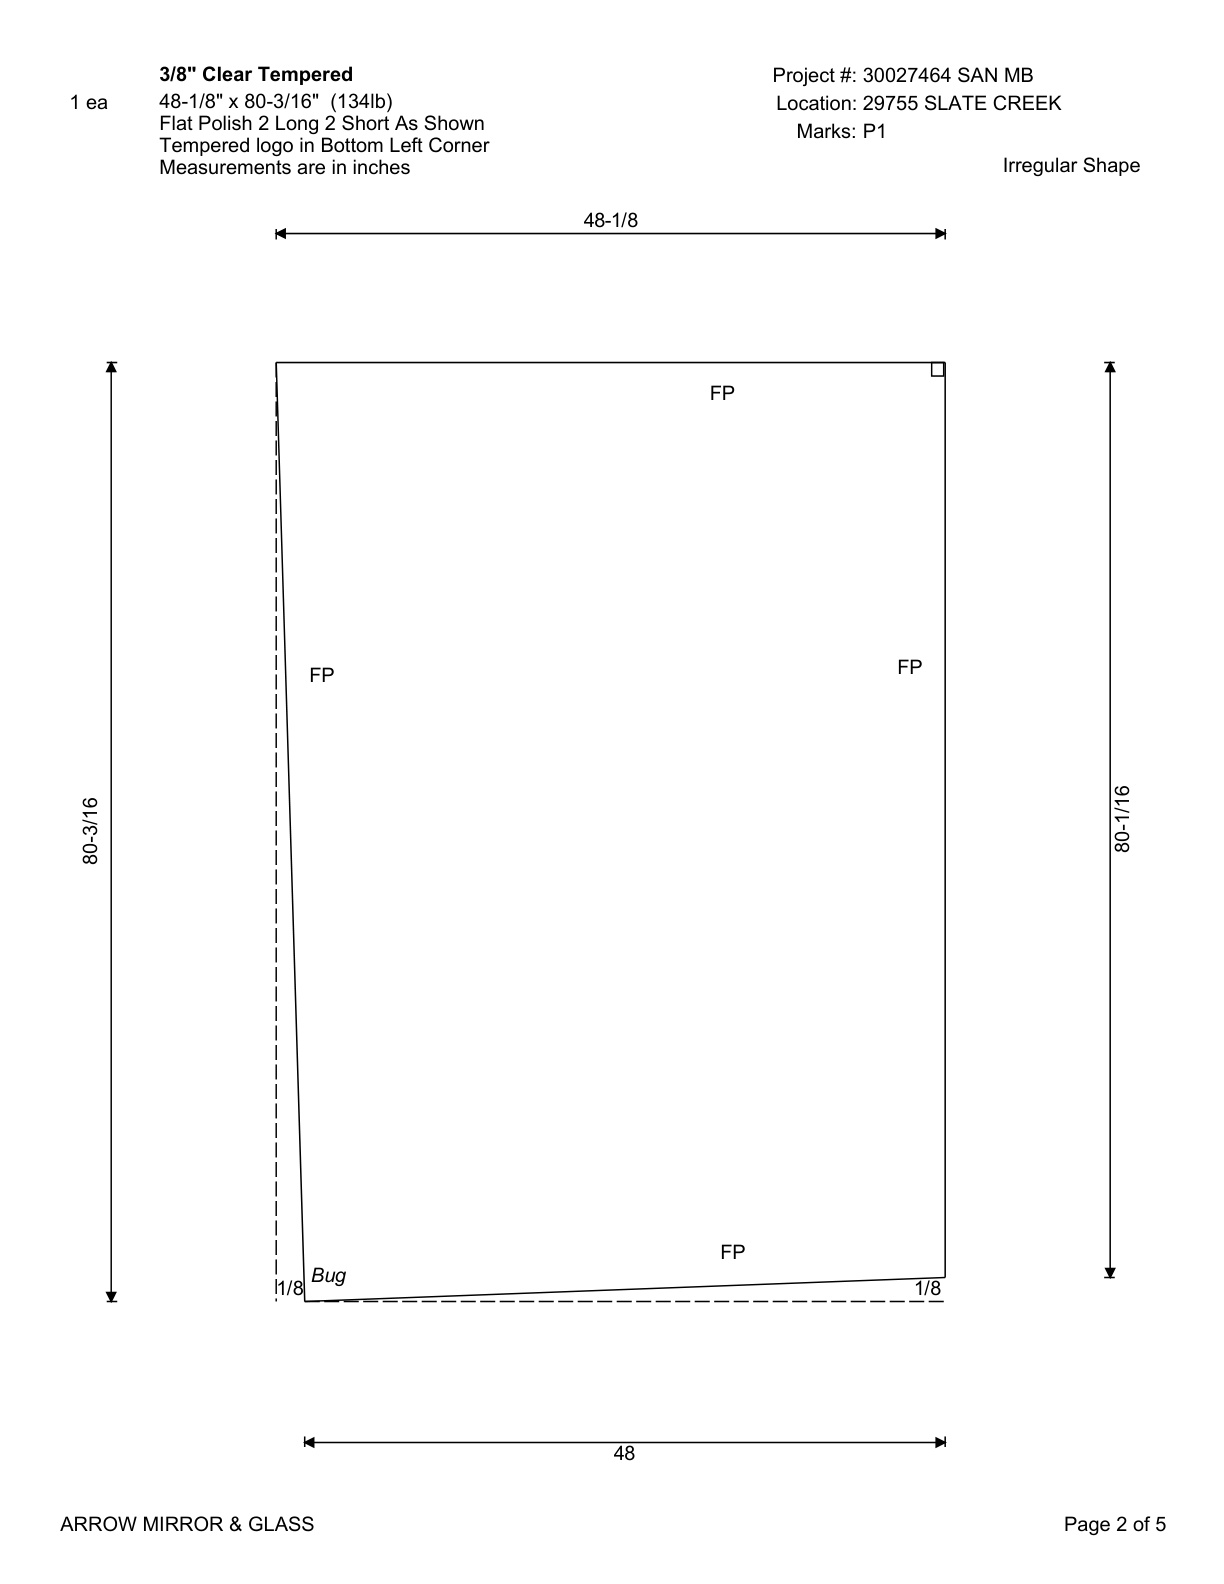 3/8" Clear Tempered
1 ea
48-1/8" x 80-3/16" (134lb)
Flat Polish 2 Long 2 Short As Shown
Tempered logo in Bottom Left Corner
Measurements are in inches
Project #: 30027464 SAN MB
Location: 29755 SLATE CREEK
Marks: P1
Irregular Shape
48-1/8
FP
FP
FP
80-3/16
80-1/16
FP
Bug
1/8
1/8
48
ARROW MIRROR & GLASS
Page 2 of 5